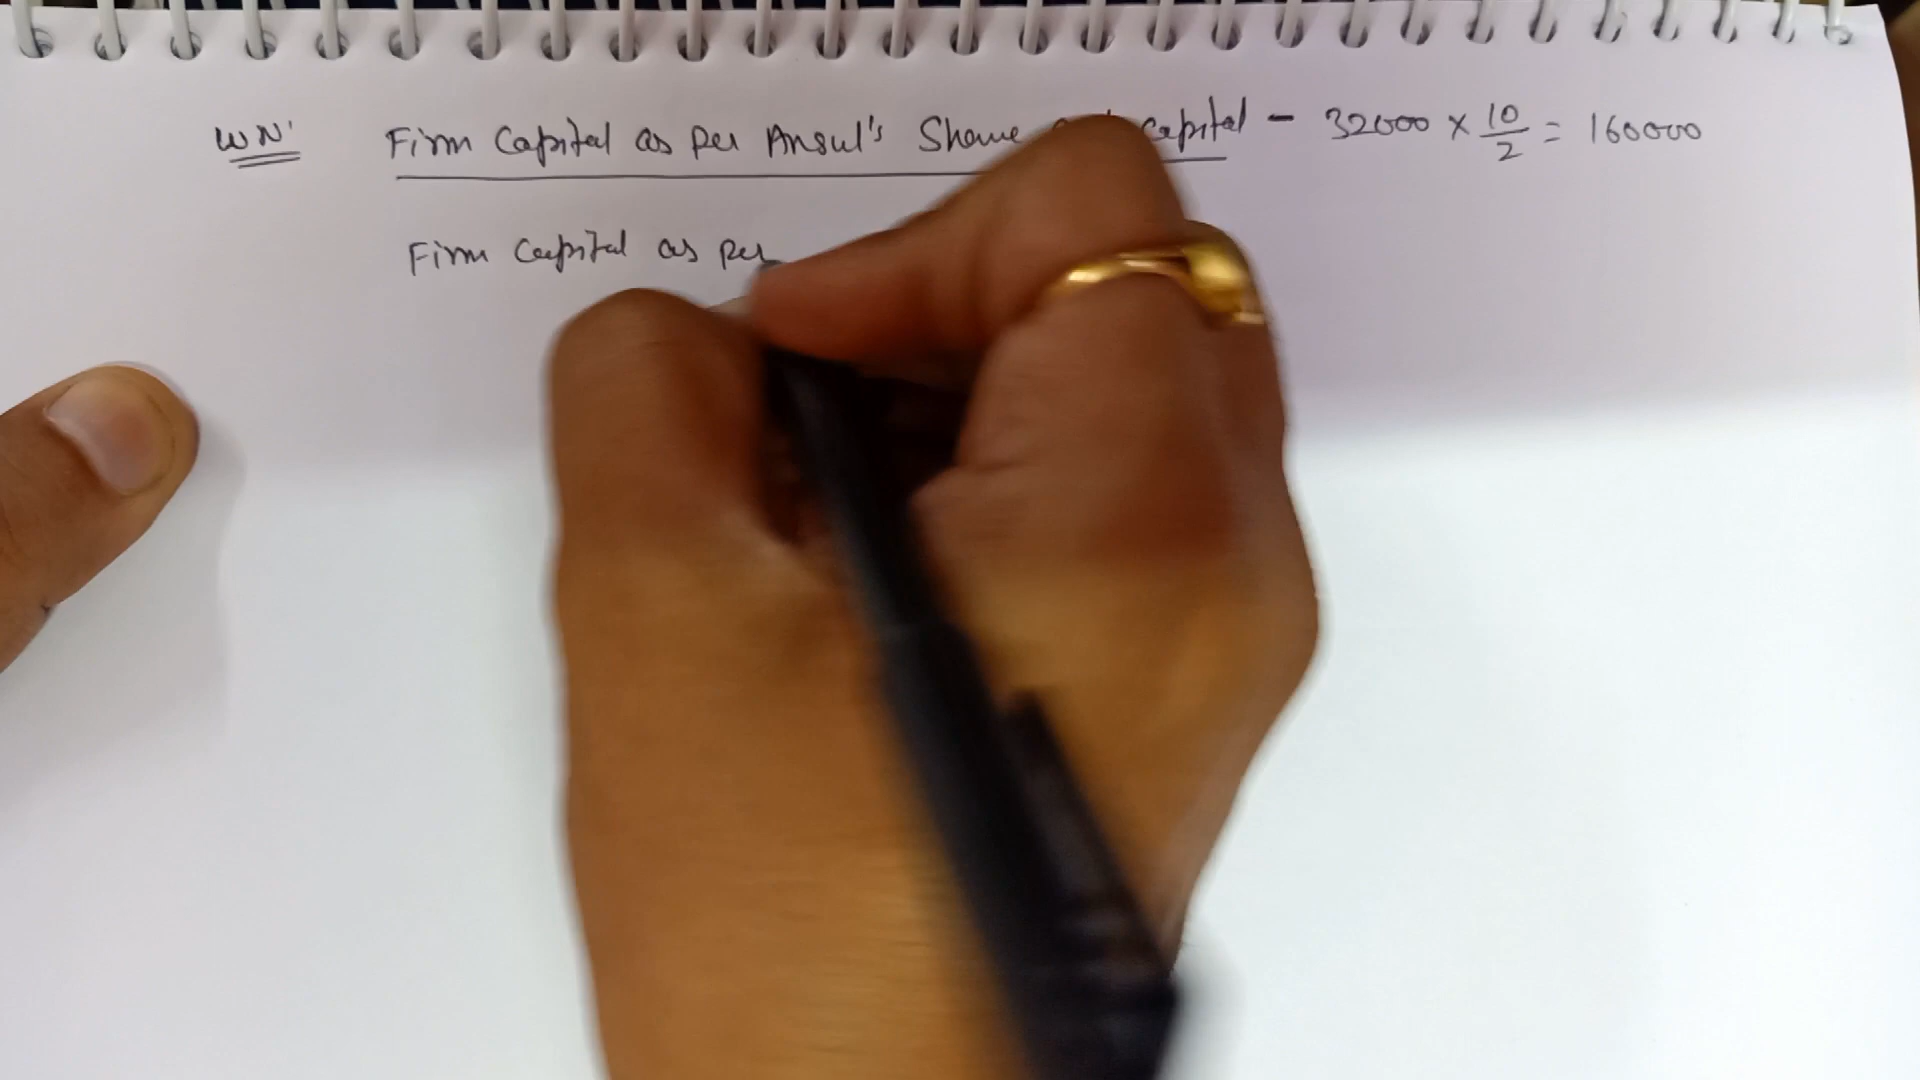 WN' Firm Capital as per Ansul's Share capital - 32000 × 10/2 = 160000
Firm Capital as per